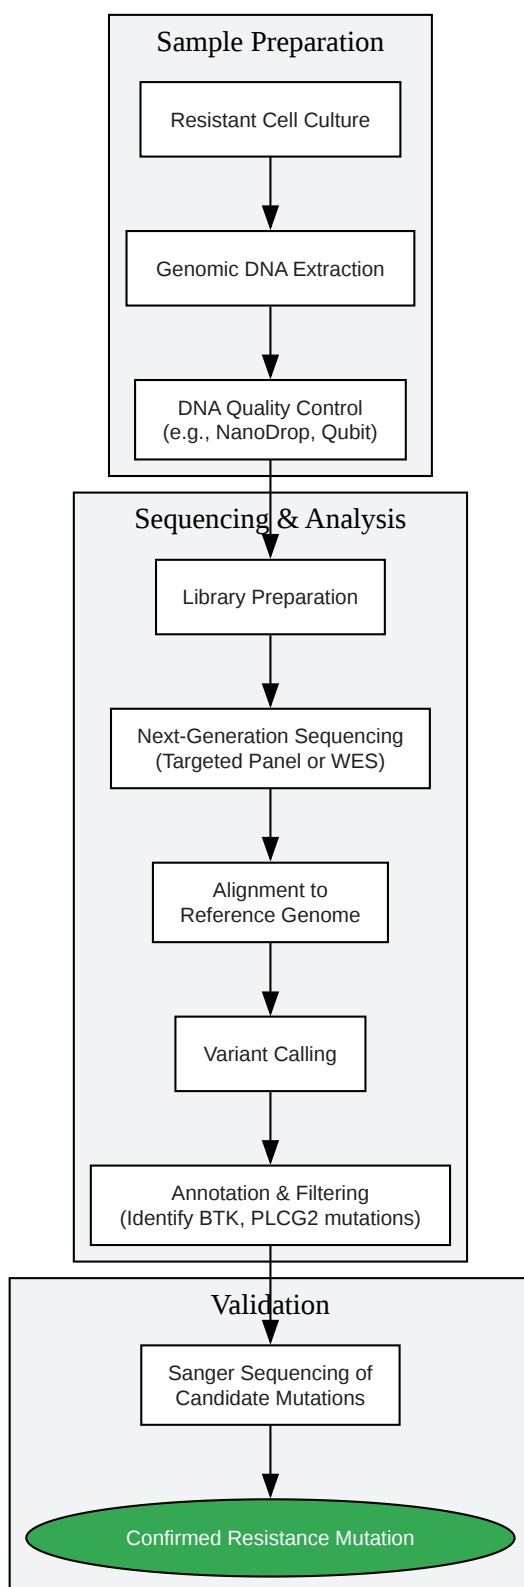 Sample Preparation
Resistant Cell Culture
Genomic DNA Extraction
DNA Quality Control
(e.g., NanoDrop, Qubit)
Sequencing & Analysis
Library Preparation
Next-Generation Sequencing
(Targeted Panel or WES)
Alignment to
Reference Genome
Variant Calling
Annotation & Filtering
(Identify BTK, PLCG2 mutations)
Validation
Sanger Sequencing of
Candidate Mutations
Confirmed Resistance Mutation